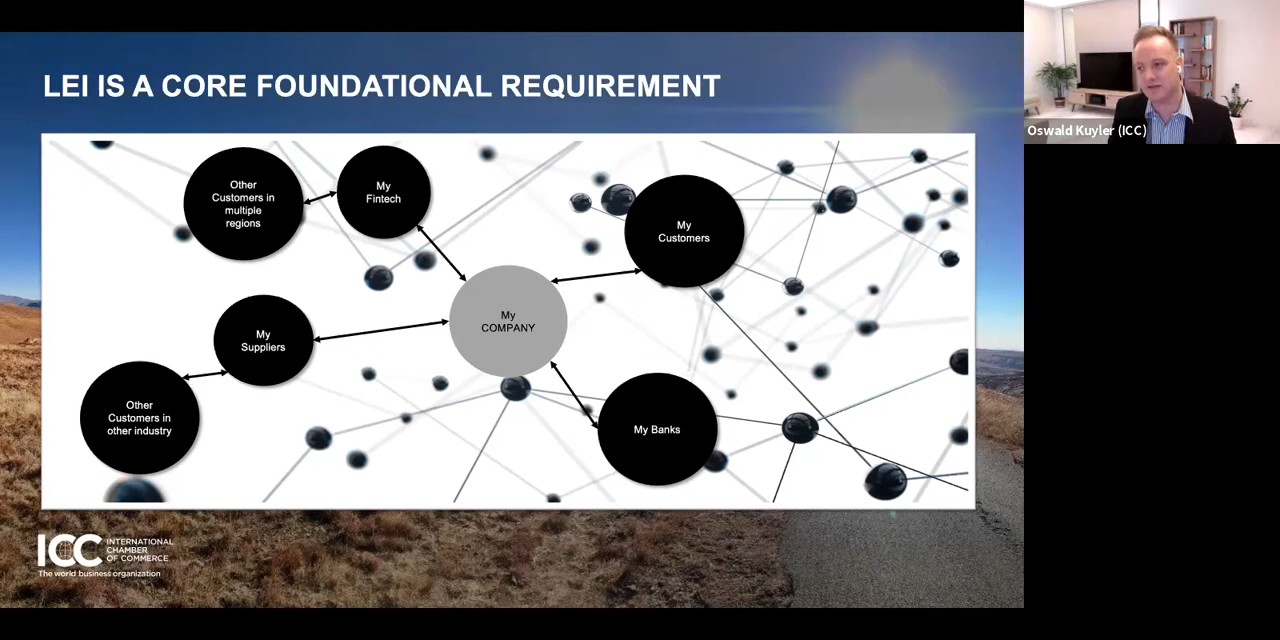 LEI IS A CORE FOUNDATIONAL REQUIREMENT
Other
Customers in
multiple
regions
My
Fintech
My
Customers
My
COMPANY
My
Suppliers
Other
Customers in
other industry
My Banks
ICC INTERNATIONAL
CHAMBER
OF COMMERCE
The world business organization
Oswald Kuyler (ICC)